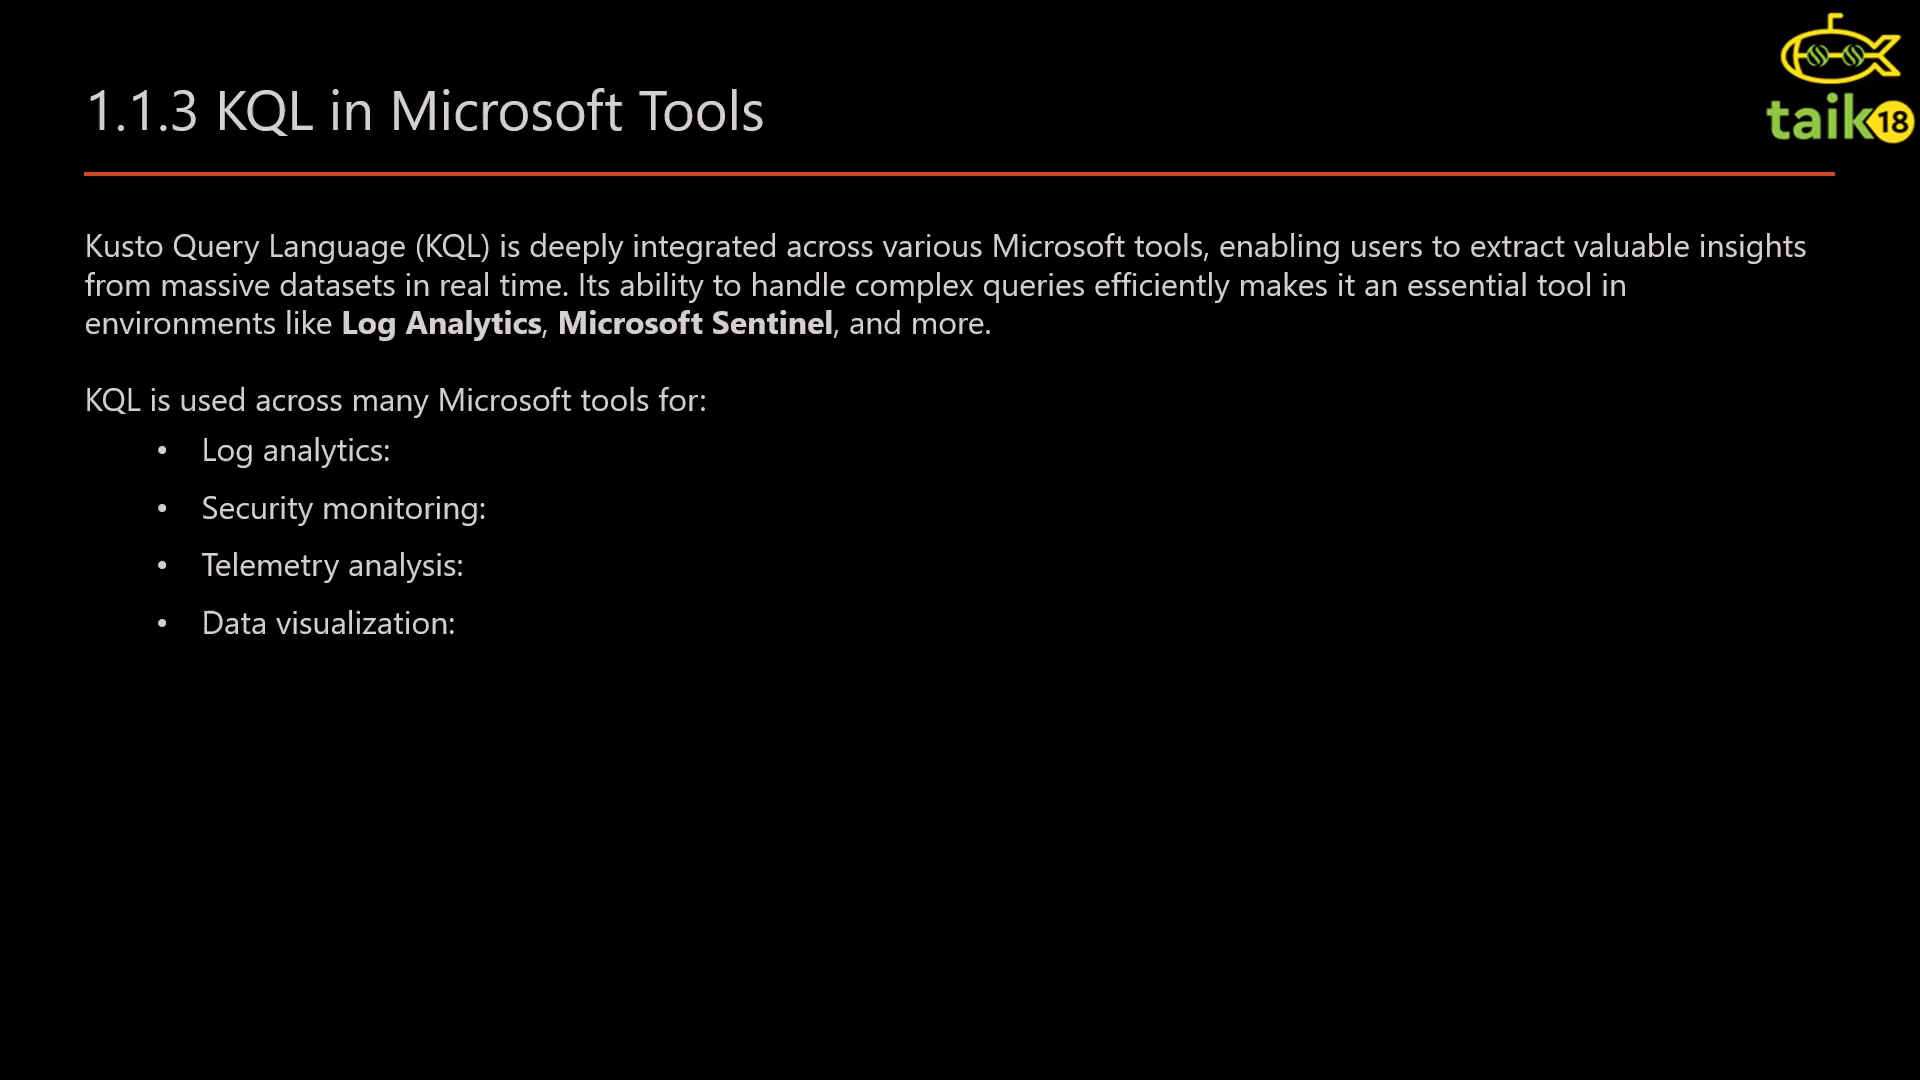 1.1.3 KQL in Microsoft Tools
taik18
Kusto Query Language (KQL) is deeply integrated across various Microsoft tools, enabling users to extract valuable insights
from massive datasets in real time. Its ability to handle complex queries efficiently makes it an essential tool in
environments like Log Analytics, Microsoft Sentinel, and more.
KQL is used across many Microsoft tools for:
• Log analytics:
• Security monitoring:
• Telemetry analysis:
• Data visualization: